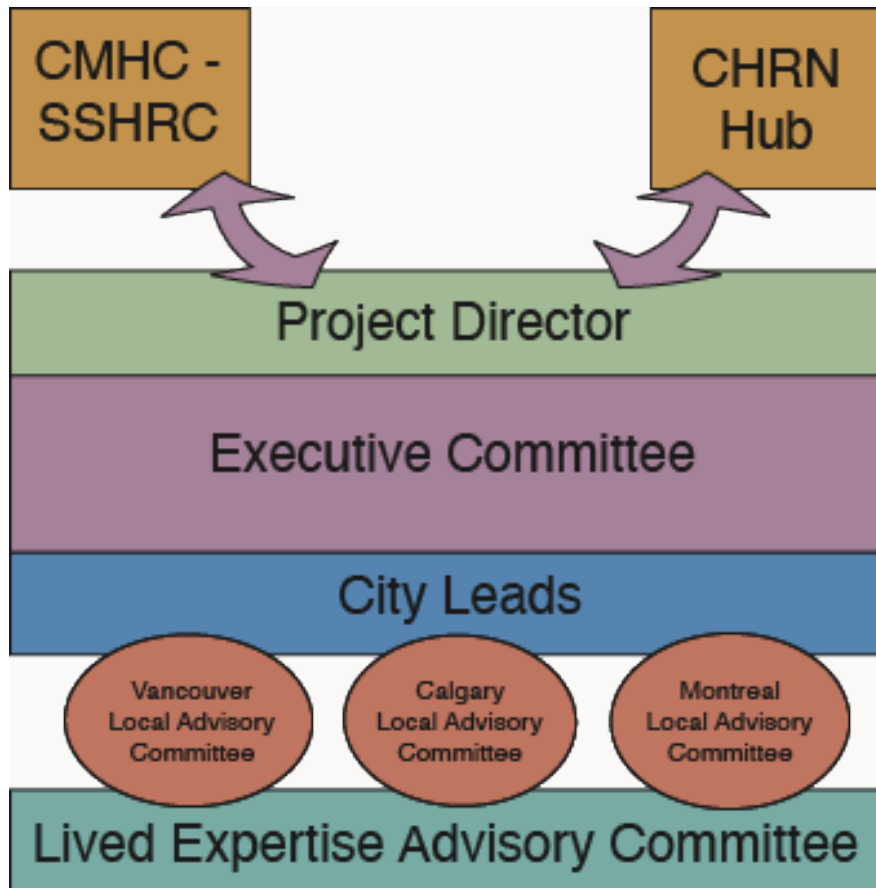 CMHC -
SSHRC
CHRN
Hub
Project Director
Executive Committee
City Leads
Vancouver
Local Advisory
Committee
Calgary
Local Advisory
Committee
Montreal
Local Advisory
Committee
Lived Expertise Advisory Committee